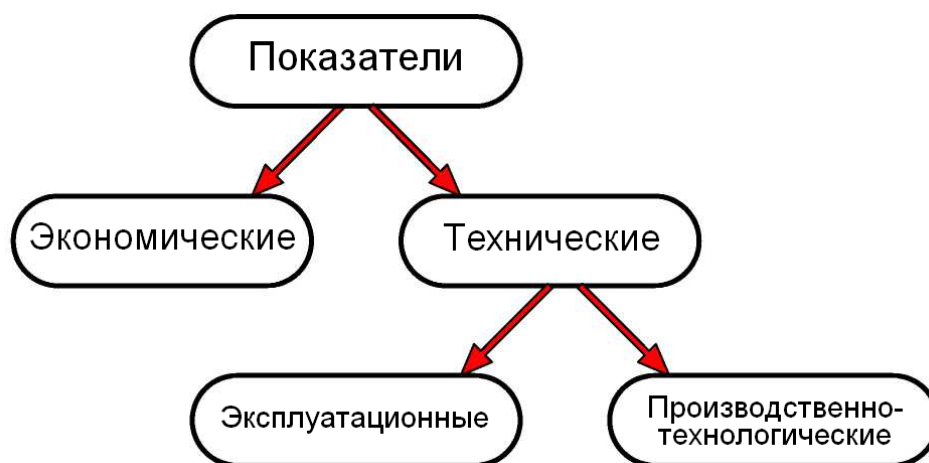 Показатели
Экономические
Технические
Эксплуатационные
Производственно-
технологические